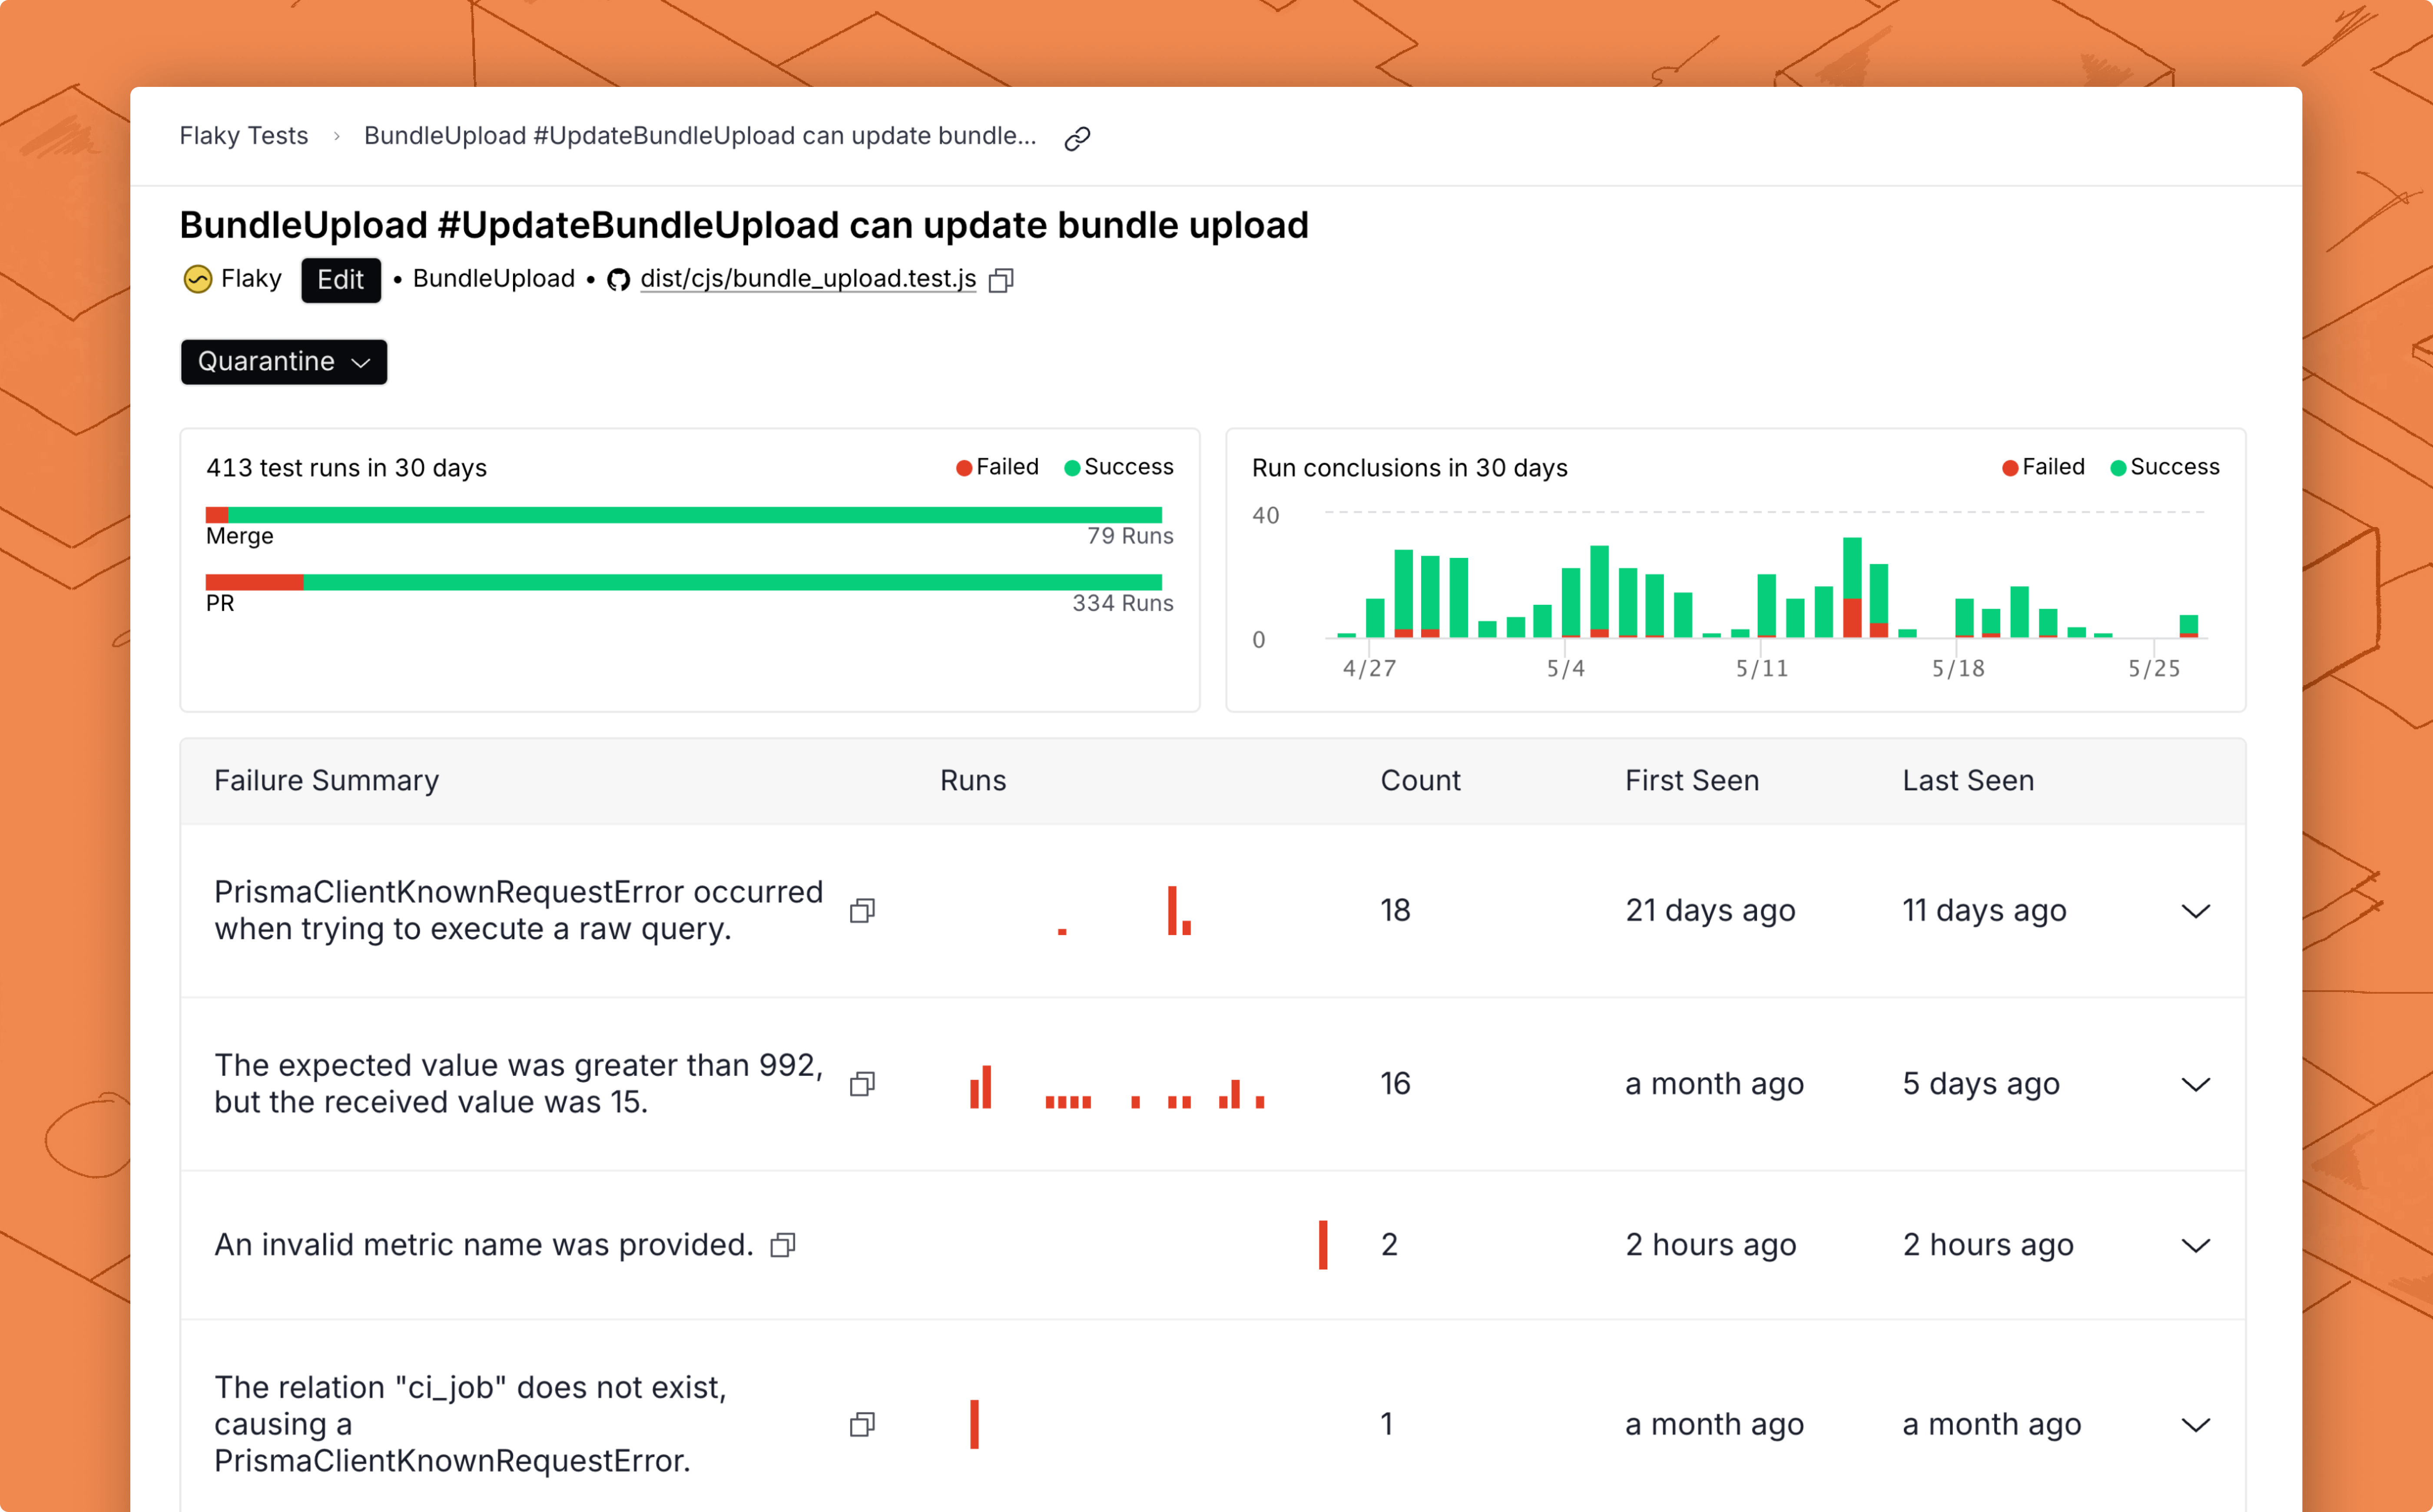 Flaky Tests › BundleUpload #UpdateBundleUpload can update bundle...
BundleUpload #UpdateBundleUpload can update bundle upload
Flaky Edit • BundleUpload • dist/cjs/bundle_upload.test.js
Quarantine
413 test runs in 30 days Failed Success
Merge 79 Runs
PR 334 Runs
Run conclusions in 30 days Failed Success
40
0
4/27 5/4 5/11 5/18 5/25
Failure Summary Runs Count First Seen Last Seen
PrismaClientKnownRequestError occurred
when trying to execute a raw query.
18 21 days ago 11 days ago
The expected value was greater than 992,
but the received value was 15.
16 a month ago 5 days ago
An invalid metric name was provided. 2 2 hours ago 2 hours ago
The relation "ci_job" does not exist,
causing a
PrismaClientKnownRequestError.
1 a month ago a month ago